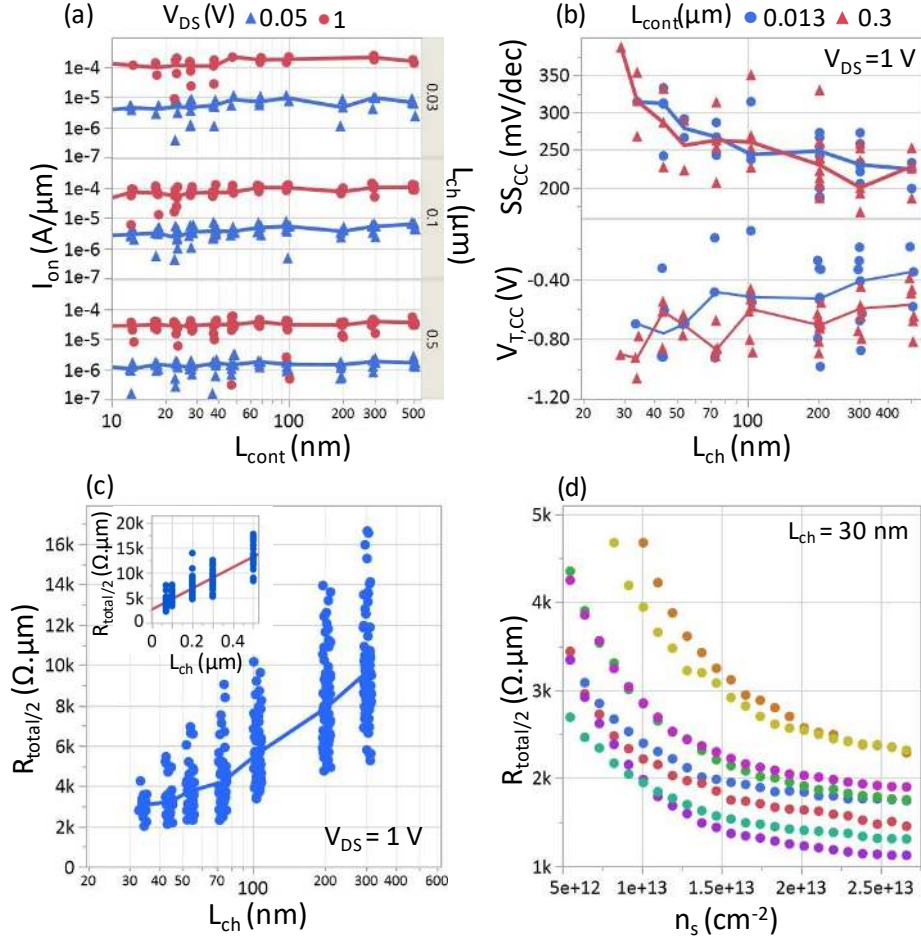 (a) V_DS (V) ▲ 0.05 ● 1
I_on (A/μm)
1e-4
1e-5
1e-6
1e-7
1e-4
1e-5
1e-6
1e-7
1e-4
1e-5
1e-6
1e-7
0.03
0.1
0.5
L_ch (μm)
10 20 30 40 60 100 200 300 500
L_cont (nm)
(b) L_cont (μm) ● 0.013 ▲ 0.3
V_DS = 1 V
SS_CC (mV/dec)
350
300
250
200
V_T,CC (V)
-0.40
-0.80
-1.20
20 30 40 50 70 100 200 300 400
L_ch (nm)
(c)
R_total/2 (Ω.μm)
16k
14k
12k
10k
8k
6k
4k
2k
0
R_total/2 (Ω.μm)
20k
15k
10k
5k
0
0 0.2 0.4
L_ch (μm)
V_DS = 1 V
20 30 40 50 70 100 200 300 400 600
L_ch (nm)
(d)
L_ch = 30 nm
R_total/2 (Ω.μm)
5k
4k
3k
2k
1k
5e+12 1e+13 1.5e+13 2e+13 2.5e+13
n_s (cm⁻²)